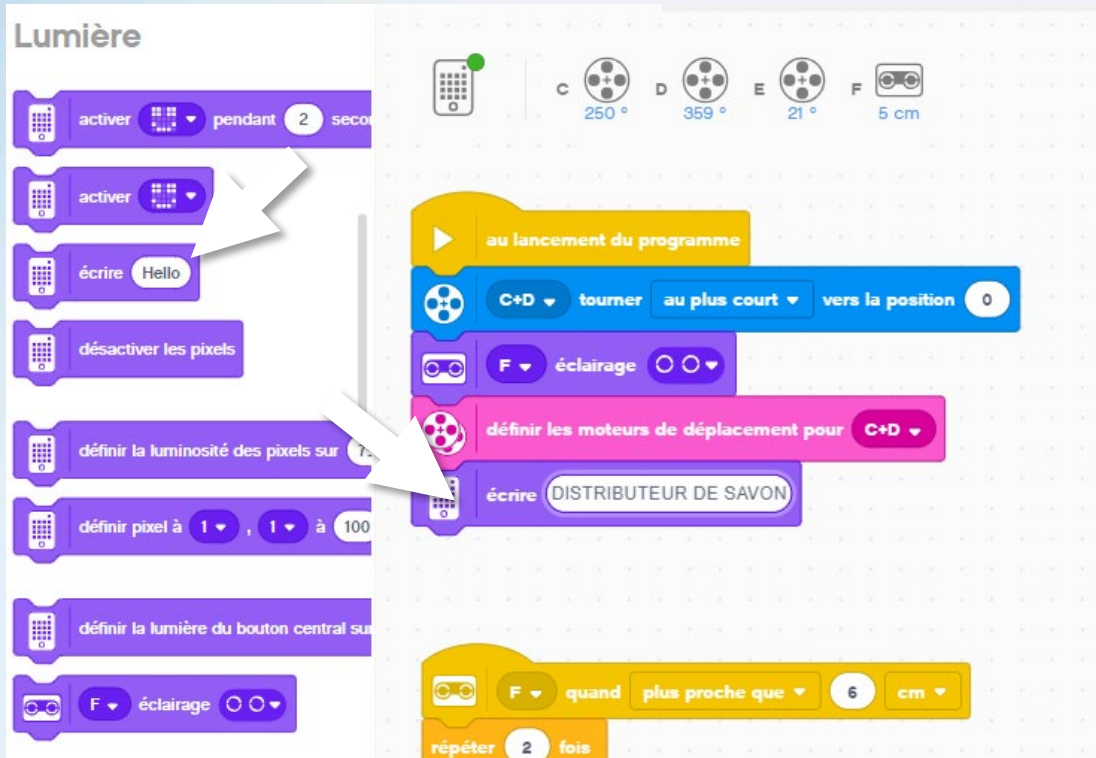 Lumière
activer pendant 2
activer
écrire Hello
désactiver les pixels
définir la luminosité des pixels sur
définir pixel à 1 , 1 à 100
définir la lumière du bouton central
F éclairage
C 250 ° D 359 ° E 21 ° F 5 cm
au lancement du programme
C+D tourner au plus court vers la position 0
F éclairage
définir les moteurs de déplacement pour C+D
écrire DISTRIBUTEUR DE SAVON
F quand plus proche que 6 cm
répéter 2 fois